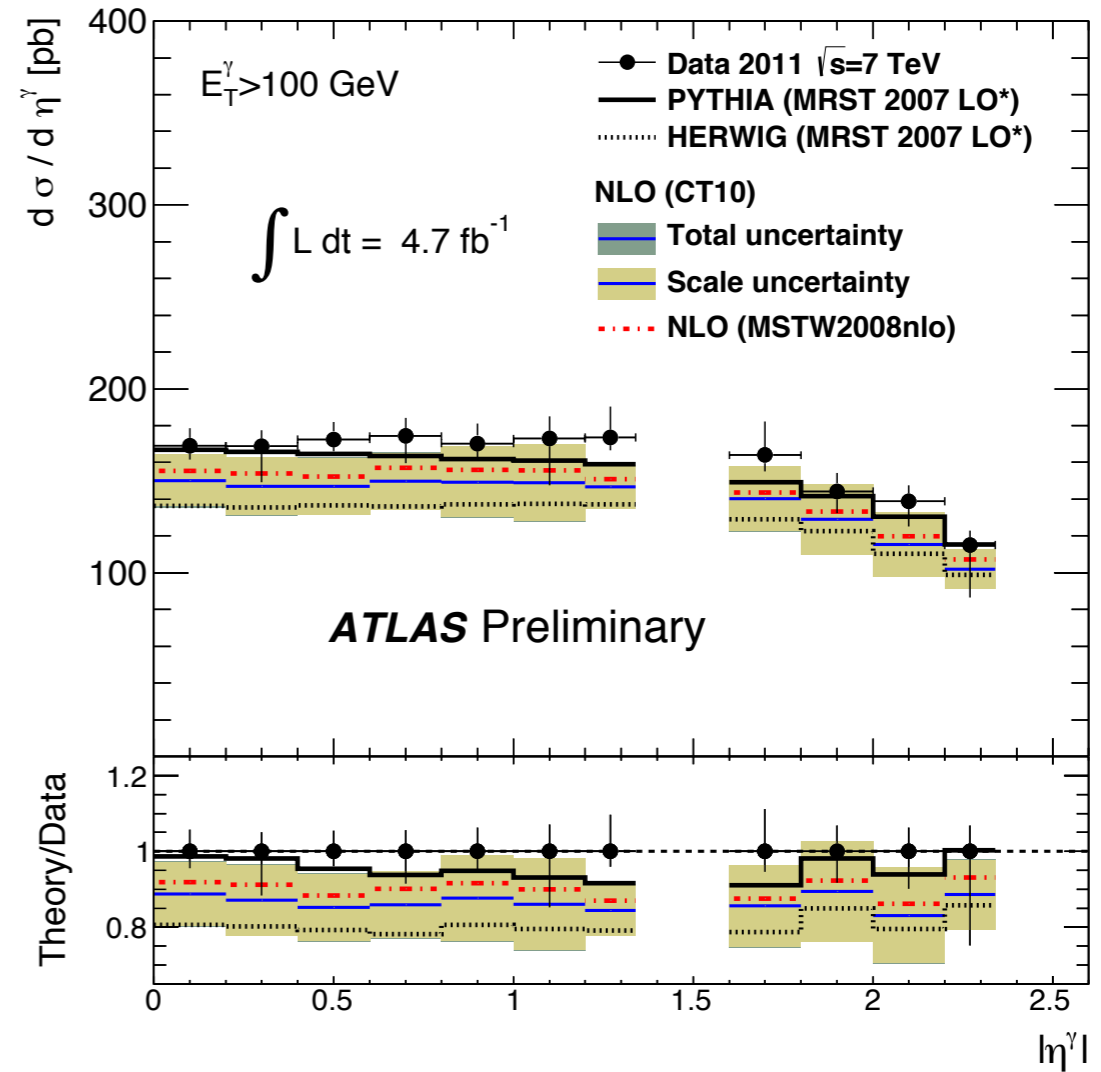 d σ / d η^γ [pb]
400
300
200
100
E_T^γ>100 GeV
∫ L dt = 4.7 fb^-1
Data 2011 √s=7 TeV
PYTHIA (MRST 2007 LO*)
HERWIG (MRST 2007 LO*)
NLO (CT10)
Total uncertainty
Scale uncertainty
NLO (MSTW2008nlo)
ATLAS Preliminary
Theory/Data
1.2
1
0.8
0 0.5 1 1.5 2 2.5
|η^γ|